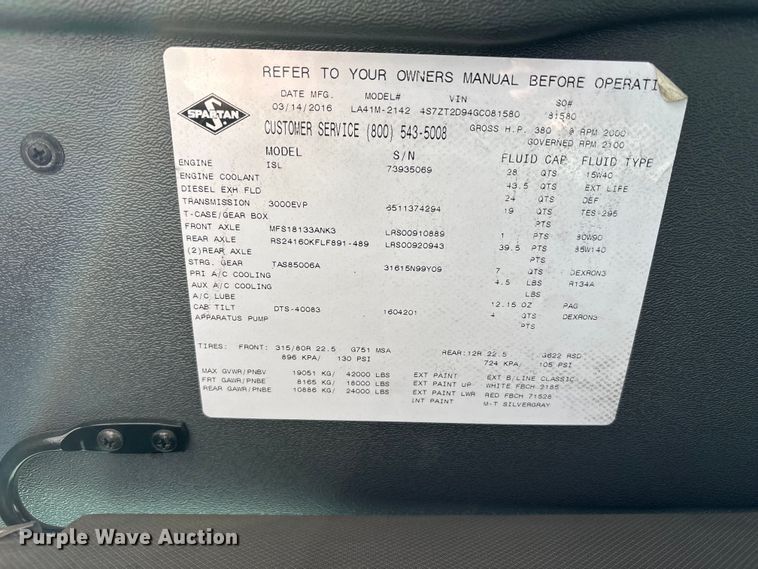 REFER TO YOUR OWNERS MANUAL BEFORE OPERATI
DATE MFG. MODEL# VIN SO#
03/14/2016 LA41M-2142 4S7ZT2D94GC081580 81580
SPARTAN
CUSTOMER SERVICE (800) 543-5008 GROSS H.P. 380 @ RPM 2000
GOVERNED RPM 2100
MODEL S/N FLUID CAP FLUID TYPE
ENGINE ISL 73935069 28 QTS 15W40
ENGINE COOLANT 43.5 QTS EXT LIFE
DIESEL EXH FLD 24 QTS DEF
TRANSMISSION 3000EVP 6511374294 19 QTS TES-295
T-CASE/GEAR BOX PTS
FRONT AXLE MFS18133ANK3 LRS00910889 1 PTS 80W90
REAR AXLE RS24160KFLF891-489 LRS00920943 39.5 PTS 85W140
(2)REAR AXLE PTS
STRG. GEAR TAS85006A 31615N99Y09 7 QTS DEXRON3
PRI A/C COOLING 4.5 LBS R134A
AUX A/C COOLING LBS
A/C LUBE 12.15 OZ PAG
CAB TILT DTS-40083 1604201 4 QTS DEXRON3
APPARATUS PUMP
TIRES: FRONT: 315/80R 22.5 G751 MSA REAR:12R 22.5 G622 RSD
896 KPA/ 130 PSI 724 KPA/ 105 PSI
MAX GVWR/PNBV 19051 KG/ 42000 LBS EXT PAINT EXT B/LINE CLASSIC
FRT GAWR/PNBE 8165 KG/ 18000 LBS EXT PAINT UP WHITE FBCH 2185
REAR GAWR/PNBE 10886 KG/ 24000 LBS EXT PAINT LWR RED FBCH 71528
INT PAINT M-T SILVERGRAY
Purple Wave Auction